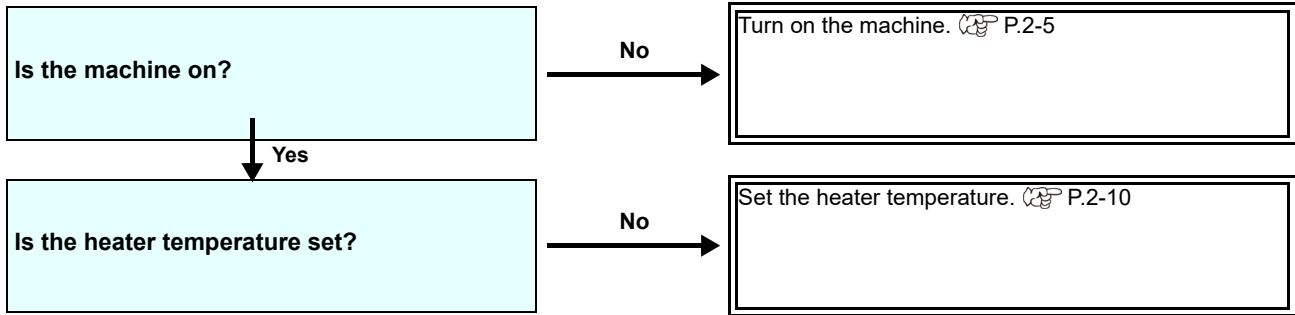 Is the machine on?
No
Turn on the machine. P.2-5
Yes
Is the heater temperature set?
No
Set the heater temperature. P.2-10